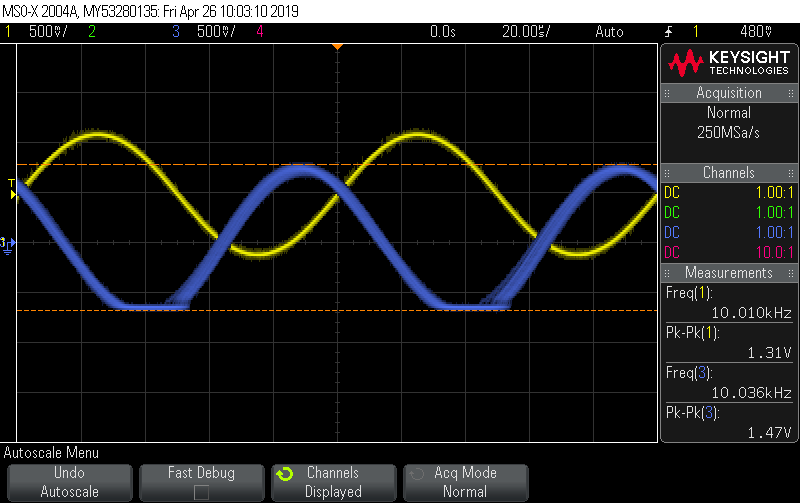 MSO-X 2004A, MY53280135: Fri Apr 26 10:03:10 2019
1 500mV/ 2 3 500mV/ 4 0.0s 20.00us/ Auto 1 480mV
KEYSIGHT
TECHNOLOGIES
Acquisition
Normal
250MSa/s
Channels
DC 1.00:1
DC 1.00:1
DC 1.00:1
DC 10.0:1
Measurements
Freq(1):
10.010kHz
Pk-Pk(1):
1.31V
Freq(3):
10.036kHz
Pk-Pk(3):
1.47V
T
3
Autoscale Menu
Undo
Autoscale
Fast Debug
Channels
Displayed
Acq Mode
Normal